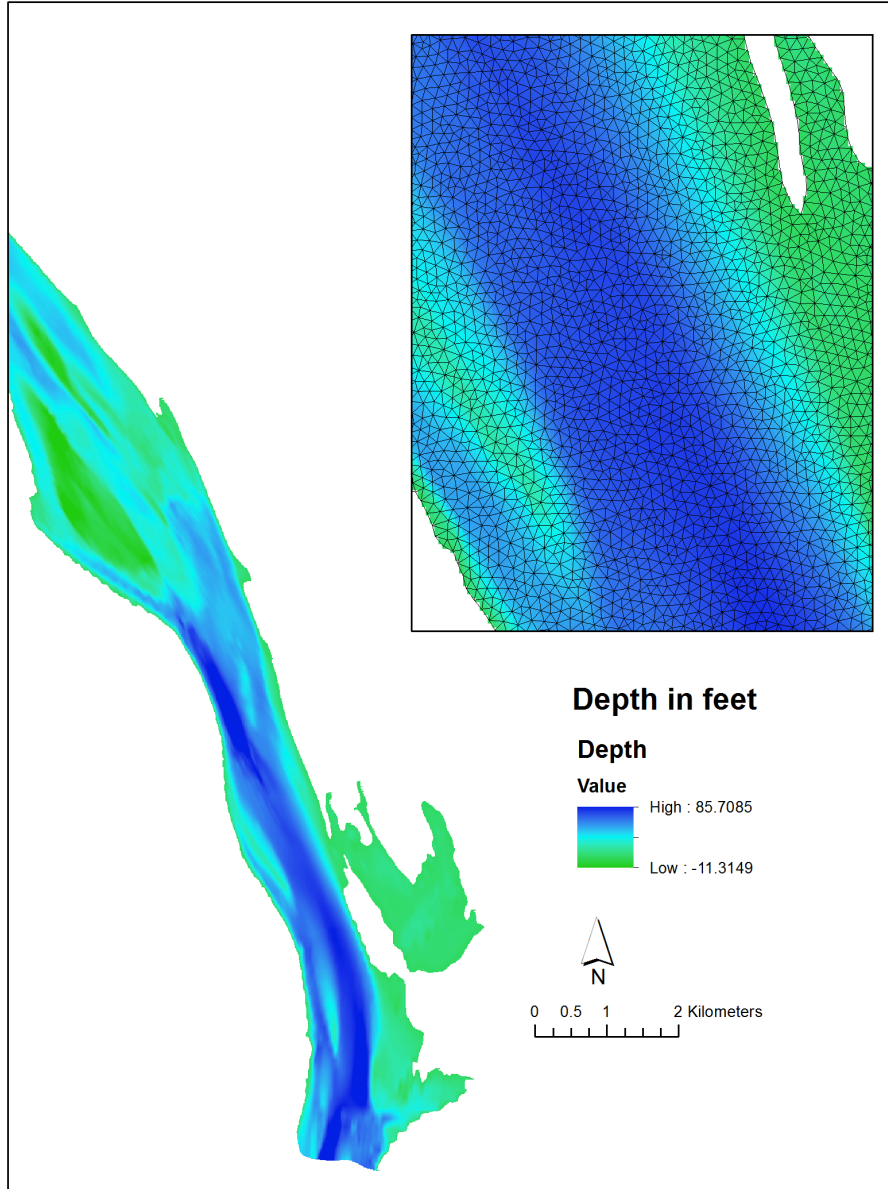 Depth in feet
Depth
Value
High : 85.7085
Low : -11.3149
N
0 0.5 1 2 Kilometers